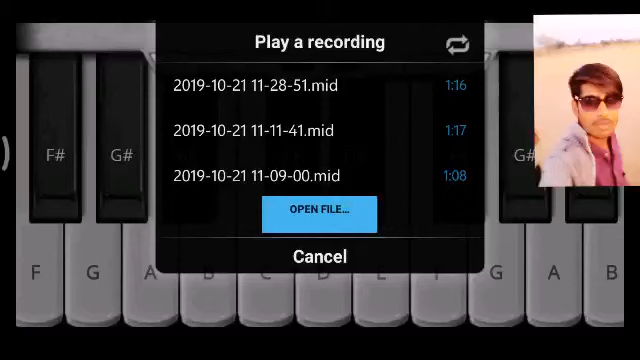 Play a recording
2019-10-21 11-28-51.mid 1:16
2019-10-21 11-11-41.mid 1:17
2019-10-21 11-09-00.mid 1:08
OPEN FILE...
Cancel
F# G# G#
F G A B C D E F G A B